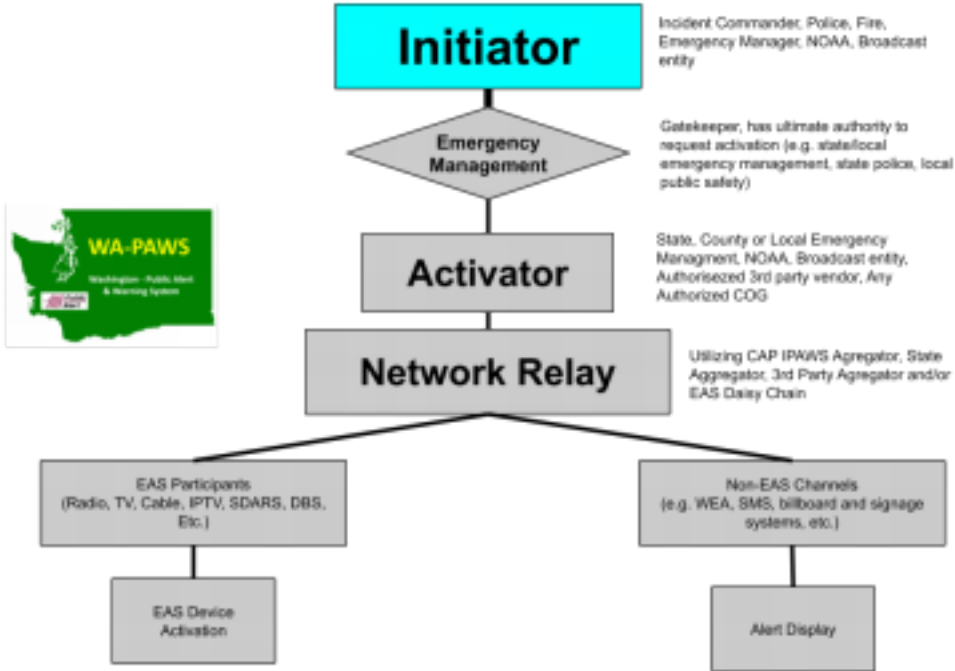 Initiator
Incident Commander, Police, Fire,
Emergency Manager, NOAA, Broadcast
entity
Emergency
Management
Gatekeeper, has ultimate authority to
request activation (e.g. state/local
emergency management, state police, local
public safety)
WA-PAWS
Washington - Public Alert
& Warning System
Activator
State, County or Local Emergency
Managment, NOAA, Broadcast entity,
Authorisezed 3rd party vendor, Any
Authorized COG
Network Relay
Utilizing CAP IPAWS Agregator, State
Aggregator, 3rd Party Agregator and/or
EAS Daisy Chain
EAS Participants
(Radio, TV, Cable, IPTV, SDARS, DBS,
Etc.)
Non-EAS Channels
(e.g. WEA, SMS, billboard and signage
systems, etc.)
EAS Device
Activation
Alert Display